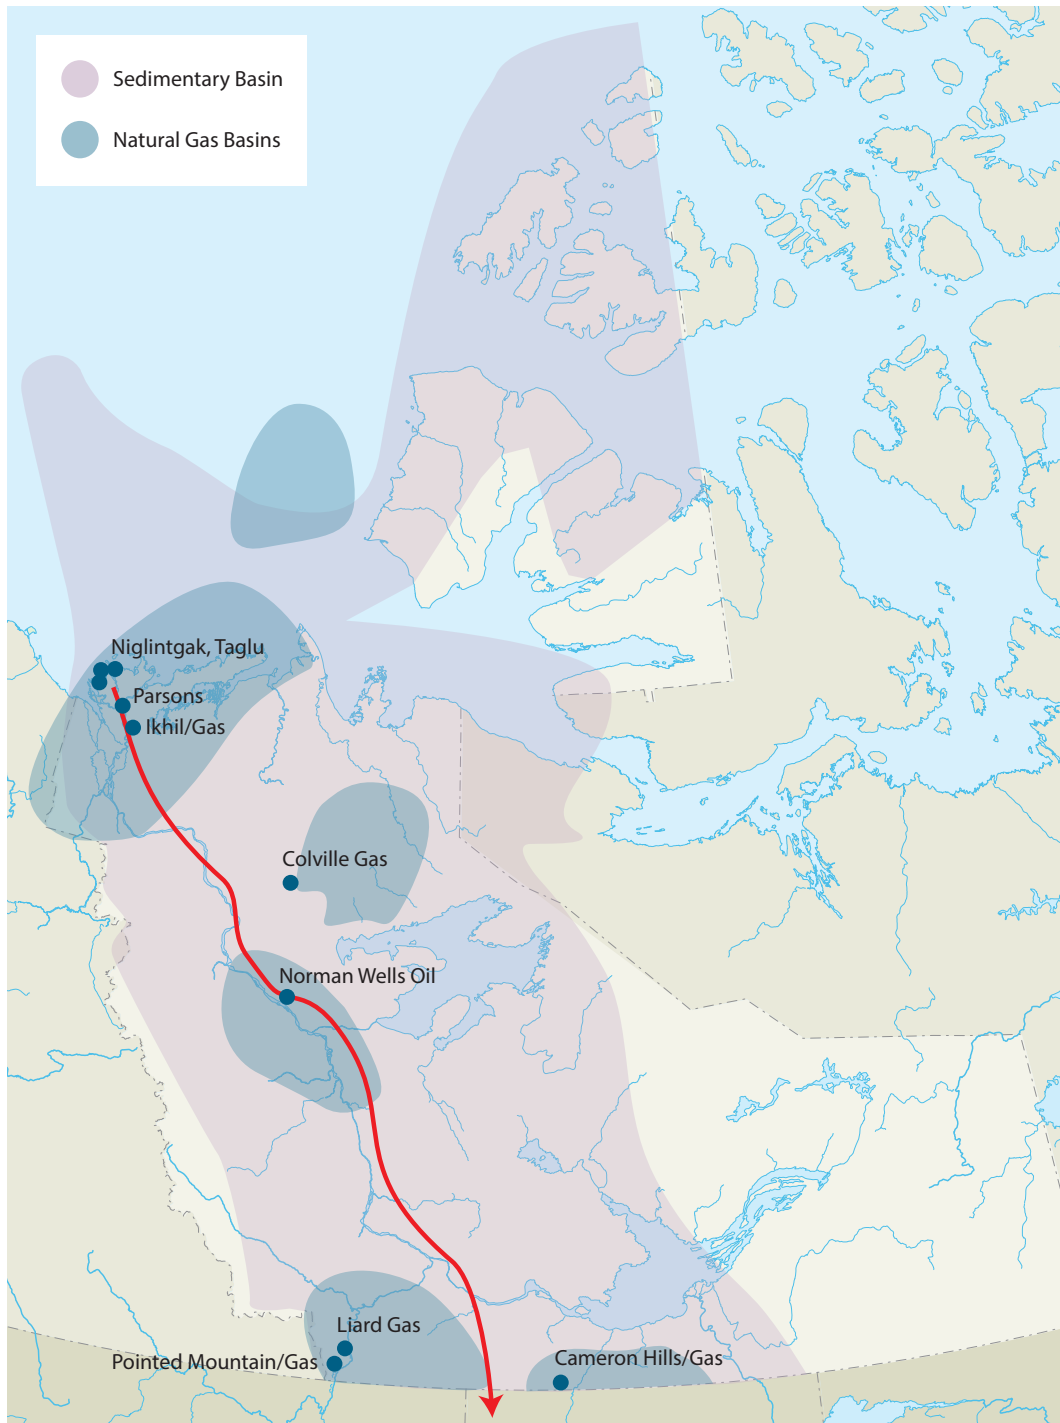 Sedimentary Basin
Natural Gas Basins
Niglintgak, Taglu
Parsons
Ikhil/Gas
Colville Gas
Norman Wells Oil
Liard Gas
Pointed Mountain/Gas
Cameron Hills/Gas